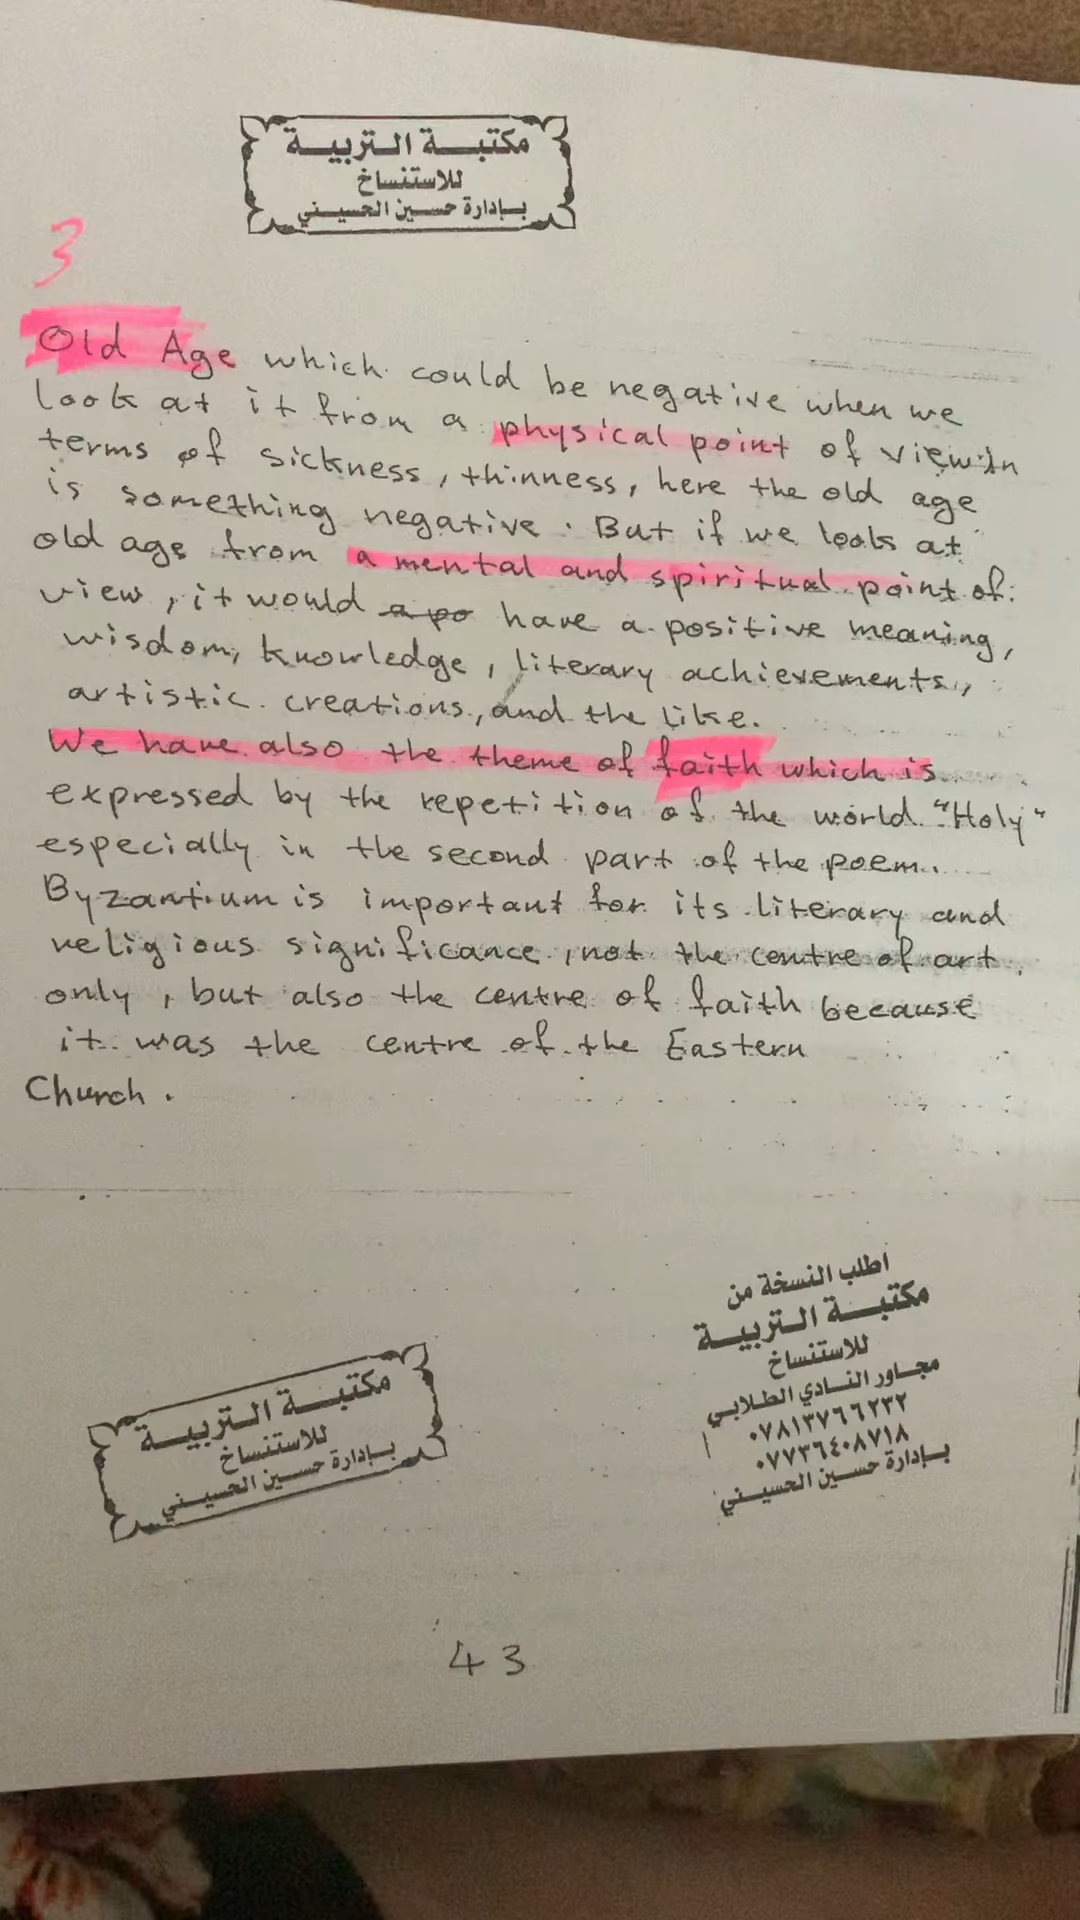 مكتبة التربية
للاستنساخ
بإدارة حسين الحسيني
3
Old Age which could be negative when we
look at it from a physical point of view in
terms of sickness, thinness, here the old age
is something negative. But if we looks at
old age from a mental and spiritual point of
view, it would a po have a positive meaning,
wisdom, knowledge, literary achievements,
artistic creations, and the like.
We have also the theme of faith which is
expressed by the repetition of the world "Holy"
especially in the second part of the poem.
Byzantium is important for its literary and
religious significance, not the centre of art
only, but also the centre of faith because
it was the centre of the Eastern
Church.
اطلب النسخة من
مكتبة التربية
للاستنساخ
مجاور النادي الطلابي
٠٧٨١٣٧٦٦٢٣٢
٠٧٧٣٦٤٠٨٧١٨
بإدارة حسين الحسيني
مكتبة التربية
للاستنساخ
بإدارة حسين الحسيني
43